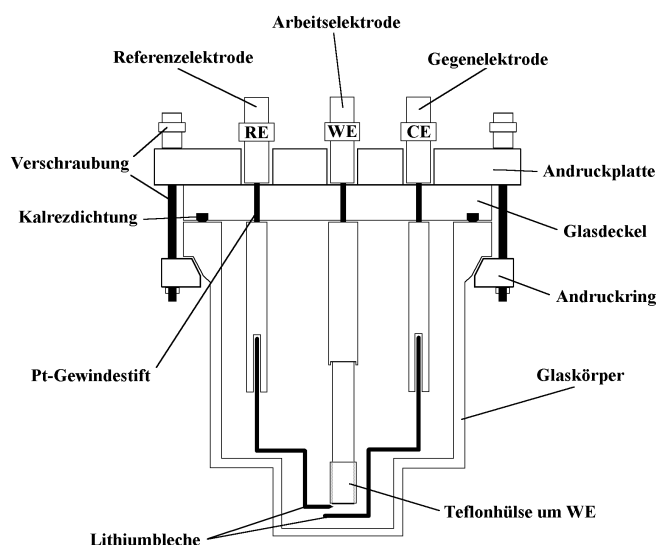 Arbeitselektrode
Referenzelektrode
Gegenelektrode
RE
WE
CE
Verschraubung
Andruckplatte
Kalrezdichtung
Glasdeckel
Andruckring
Pt-Gewindestift
Glaskörper
Teflonhülse um WE
Lithiumbleche